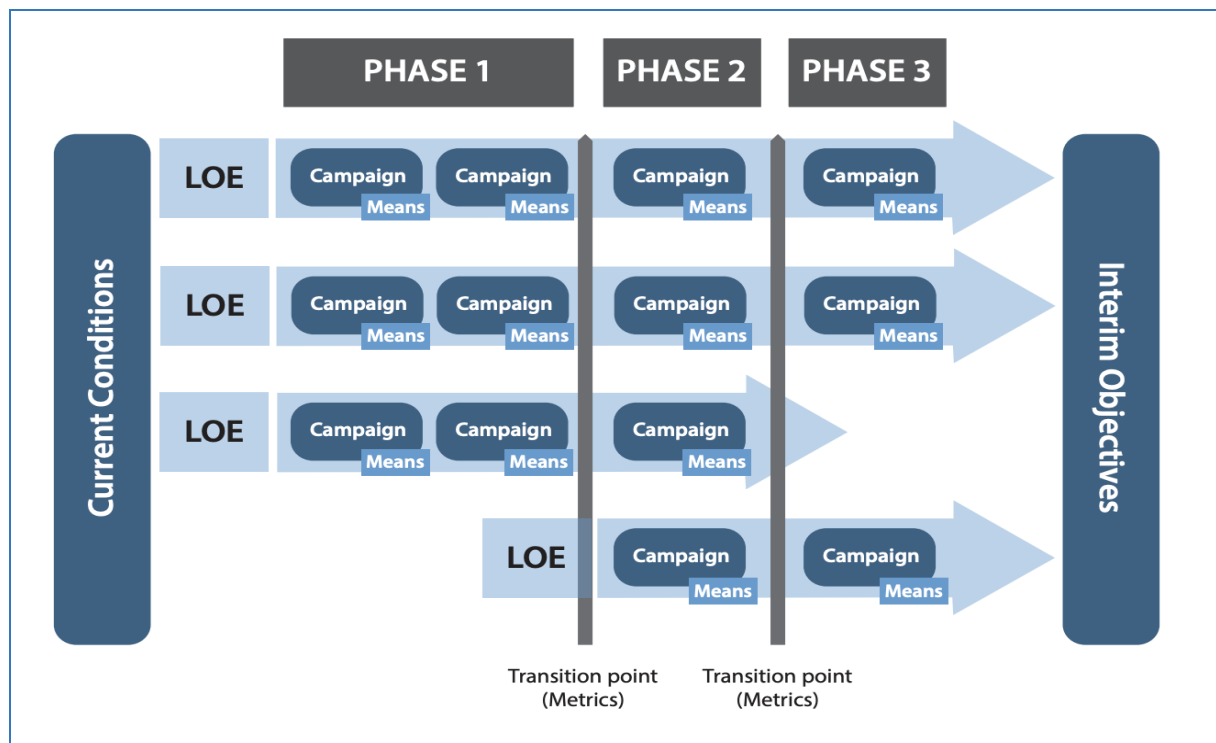 PHASE 1
PHASE 2
PHASE 3
Current Conditions
LOE
Campaign
Means
Campaign
Means
Campaign
Means
Campaign
Means
LOE
Campaign
Means
Campaign
Means
Campaign
Means
Campaign
Means
LOE
Campaign
Means
Campaign
Means
Campaign
Means
LOE
Campaign
Means
Campaign
Means
Interim Objectives
Transition point
(Metrics)
Transition point
(Metrics)